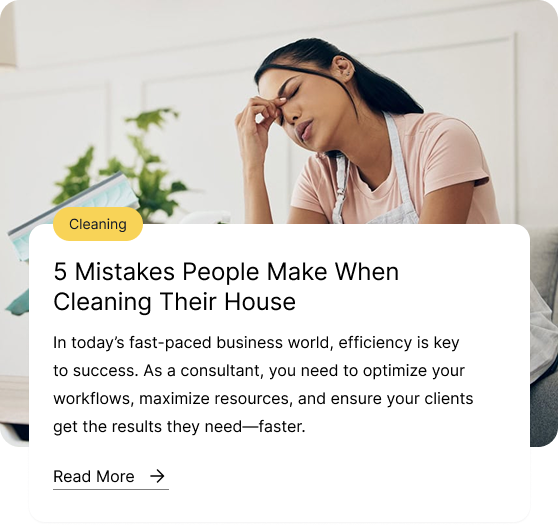 Cleaning
5 Mistakes People Make When
Cleaning Their House
In today’s fast-paced business world, efficiency is key
to success. As a consultant, you need to optimize your
workflows, maximize resources, and ensure your clients
get the results they need—faster.
Read More